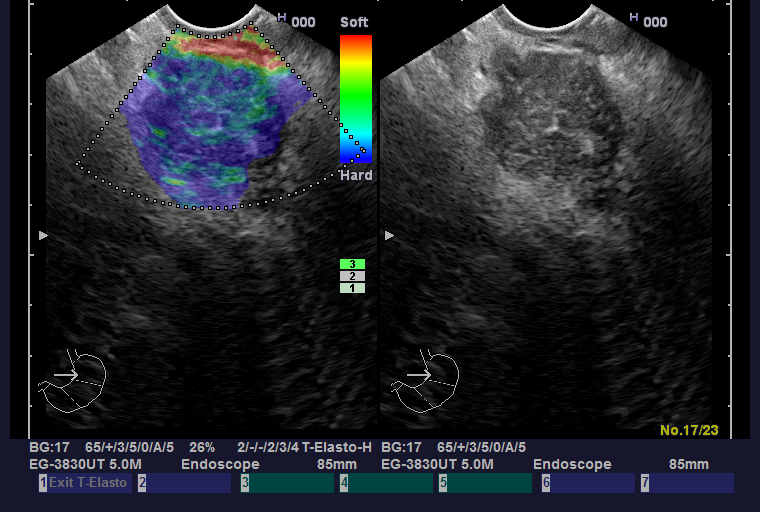 H 000
Soft
Hard
3
2
1
H 000
No.17/23
BG:17 65/+/3/5/0/A/5 26% 2/-/-/2/3/4 T-Elasto-H
EG-3830UT 5.0M Endoscope 85mm
BG:17 65/+/3/5/0/A/5
EG-3830UT 5.0M Endoscope 85mm
1 Exit T-Elasto 2 3 4 5 6 7